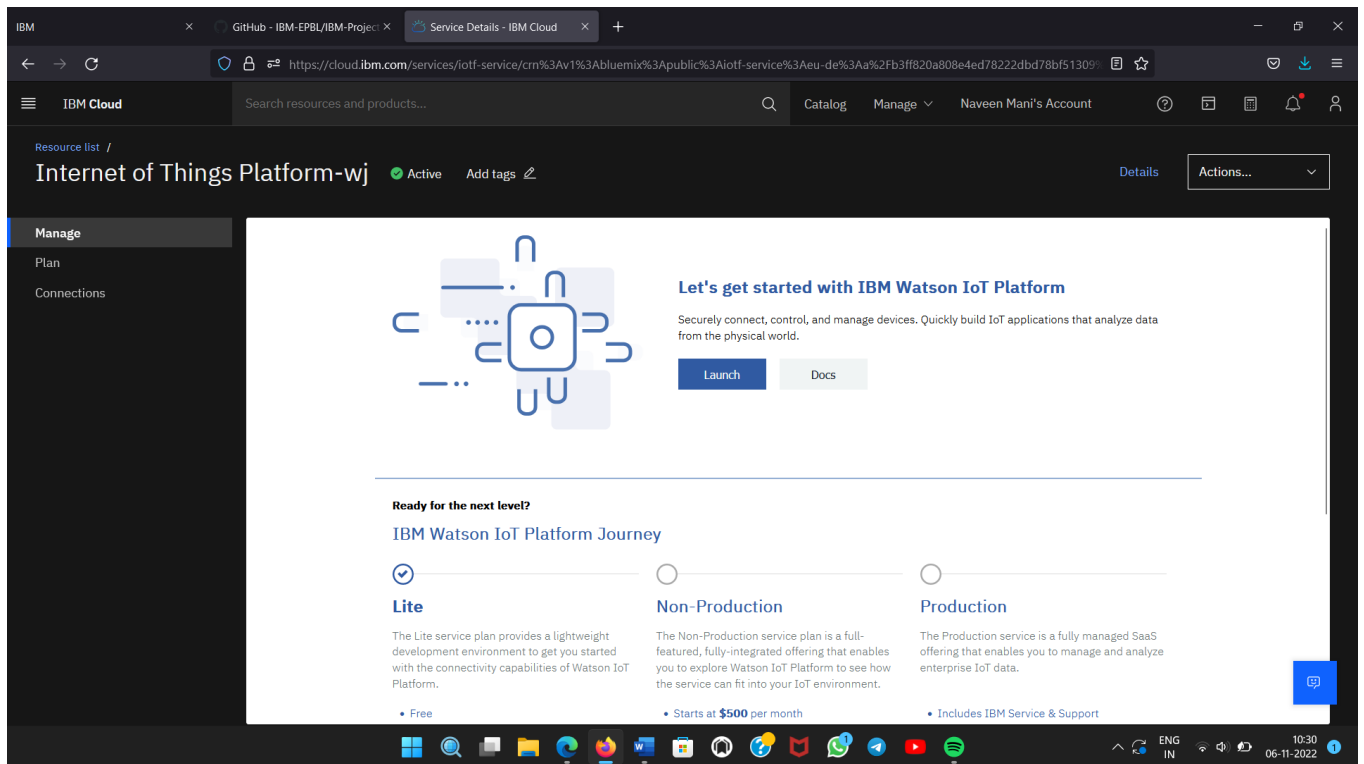 IBM
GitHub - IBM-EPBL/IBM-Project
Service Details - IBM Cloud
https://cloud.ibm.com/services/iotf-service/crn%3Av1%3Abluemix%3Apublic%3Aiotf-service%3Aeu-de%3Aa%2Fb3ff820a808e4ed78222dbd78bf51309%
IBM Cloud
Search resources and products...
Catalog
Manage
Naveen Mani's Account
Resource list /
Internet of Things Platform-wj
Active
Add tags
Details
Actions...
Manage
Plan
Connections
Let's get started with IBM Watson IoT Platform
Securely connect, control, and manage devices. Quickly build IoT applications that analyze data
from the physical world.
Launch
Docs
Ready for the next level?
IBM Watson IoT Platform Journey
Lite
The Lite service plan provides a lightweight
development environment to get you started
with the connectivity capabilities of Watson IoT
Platform.
• Free
Non-Production
The Non-Production service plan is a full-
featured, fully-integrated offering that enables
you to explore Watson IoT Platform to see how
the service can fit into your IoT environment.
• Starts at $500 per month
Production
The Production service is a fully managed SaaS
offering that enables you to manage and analyze
enterprise IoT data.
• Includes IBM Service & Support
1
ENG
IN
10:30
06-11-2022
1